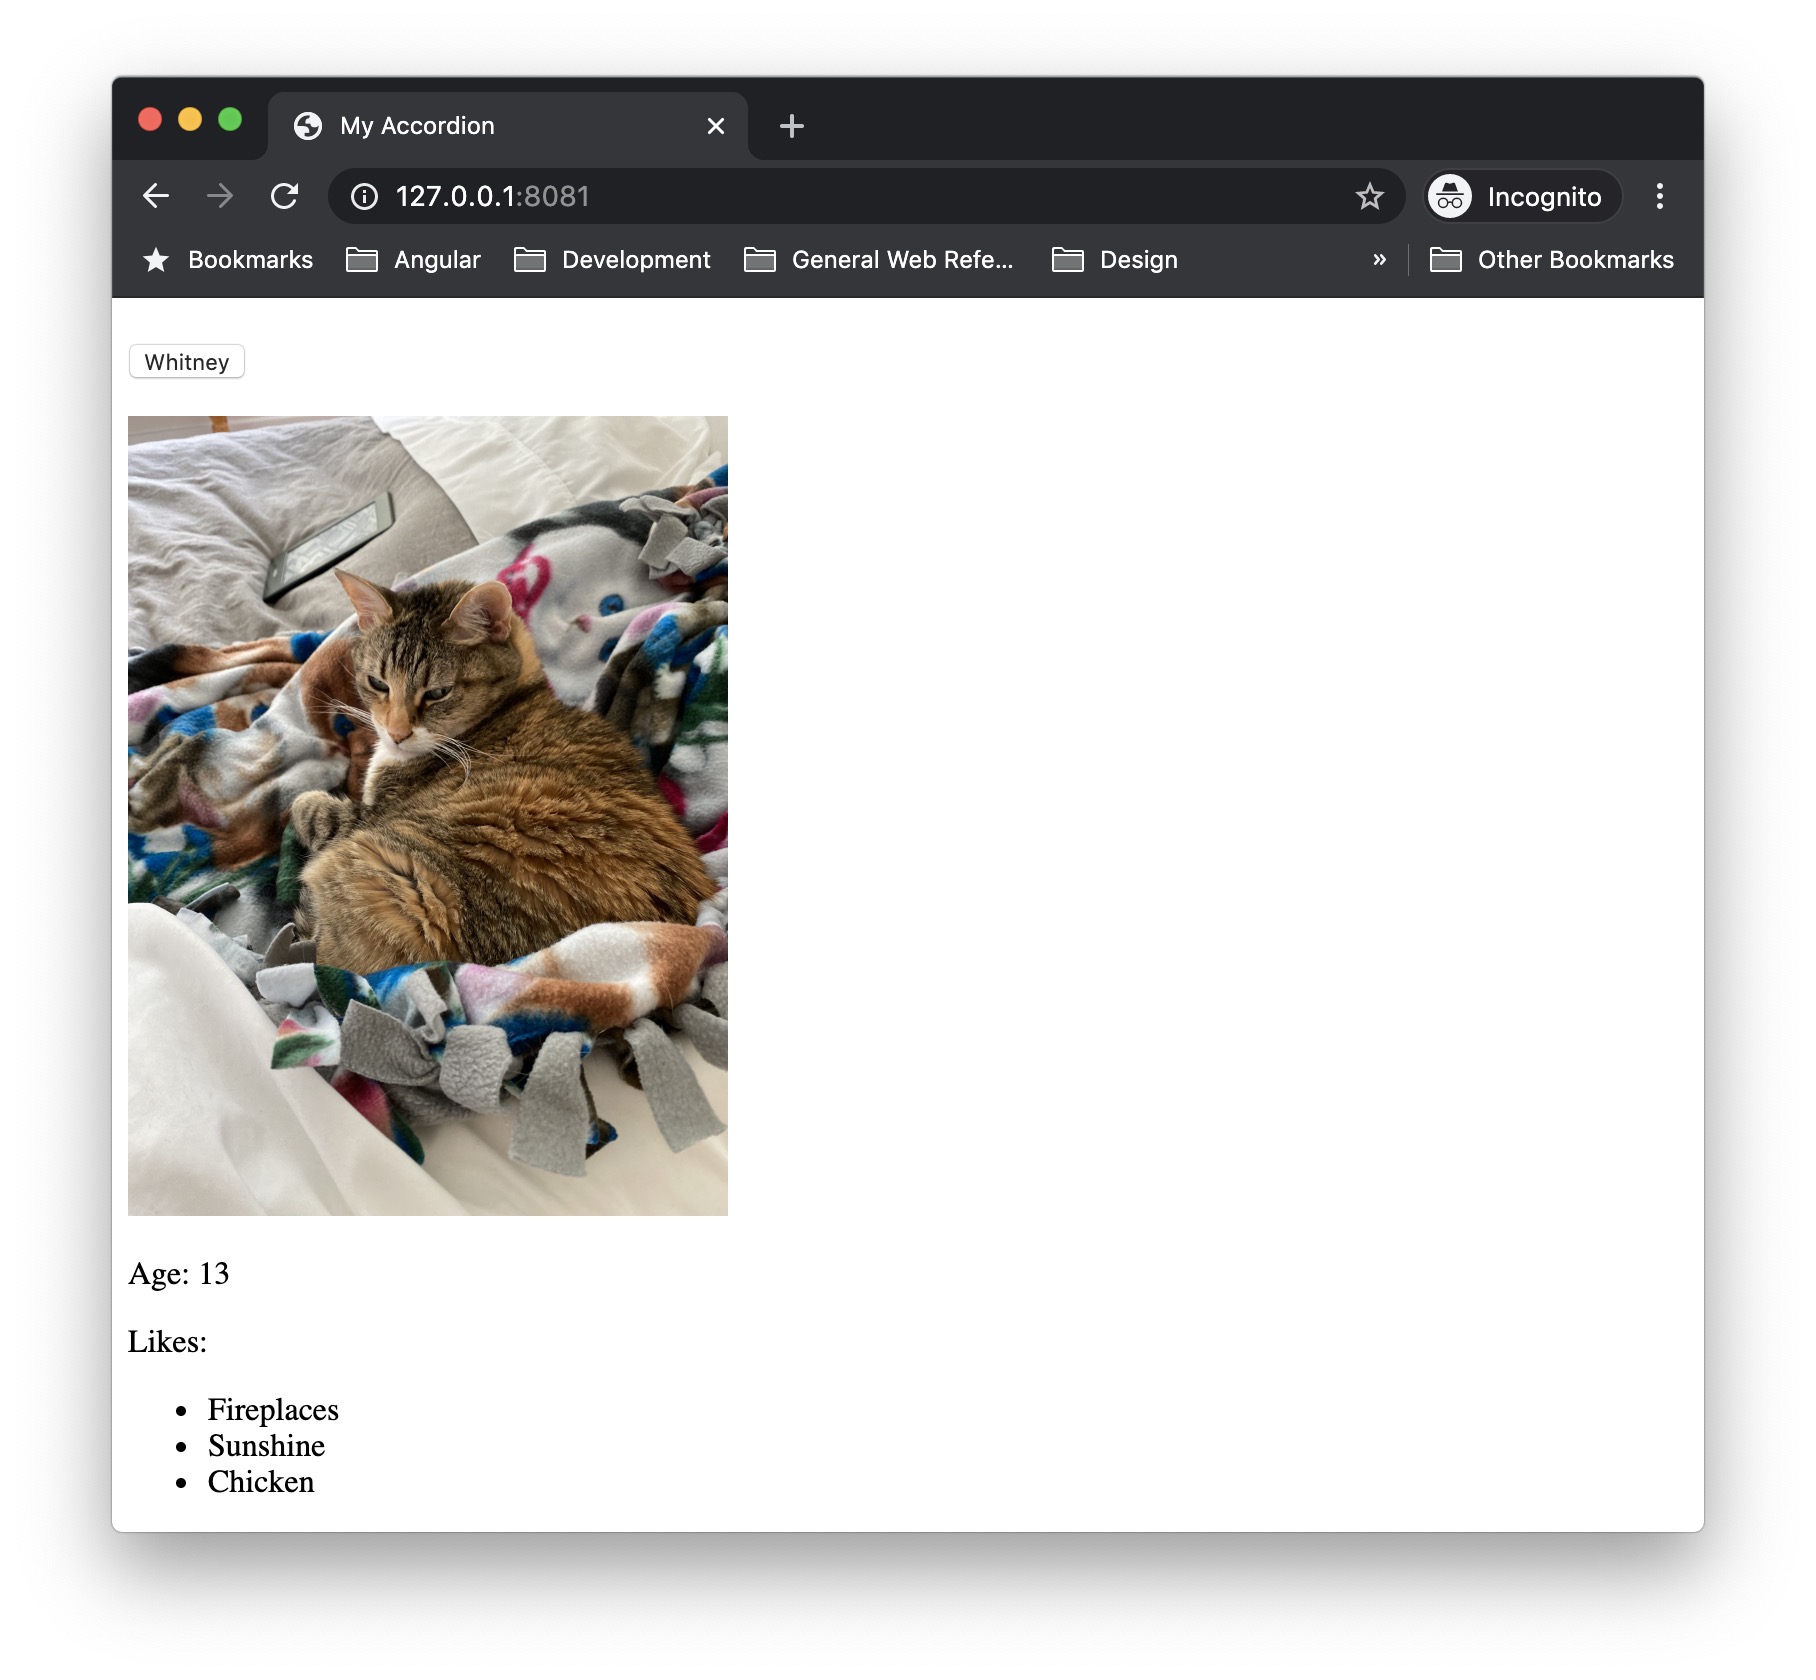 My Accordion
127.0.0.1:8081
Incognito
Bookmarks Angular Development General Web Refe... Design » Other Bookmarks
Whitney
Age: 13
Likes:
• Fireplaces
• Sunshine
• Chicken